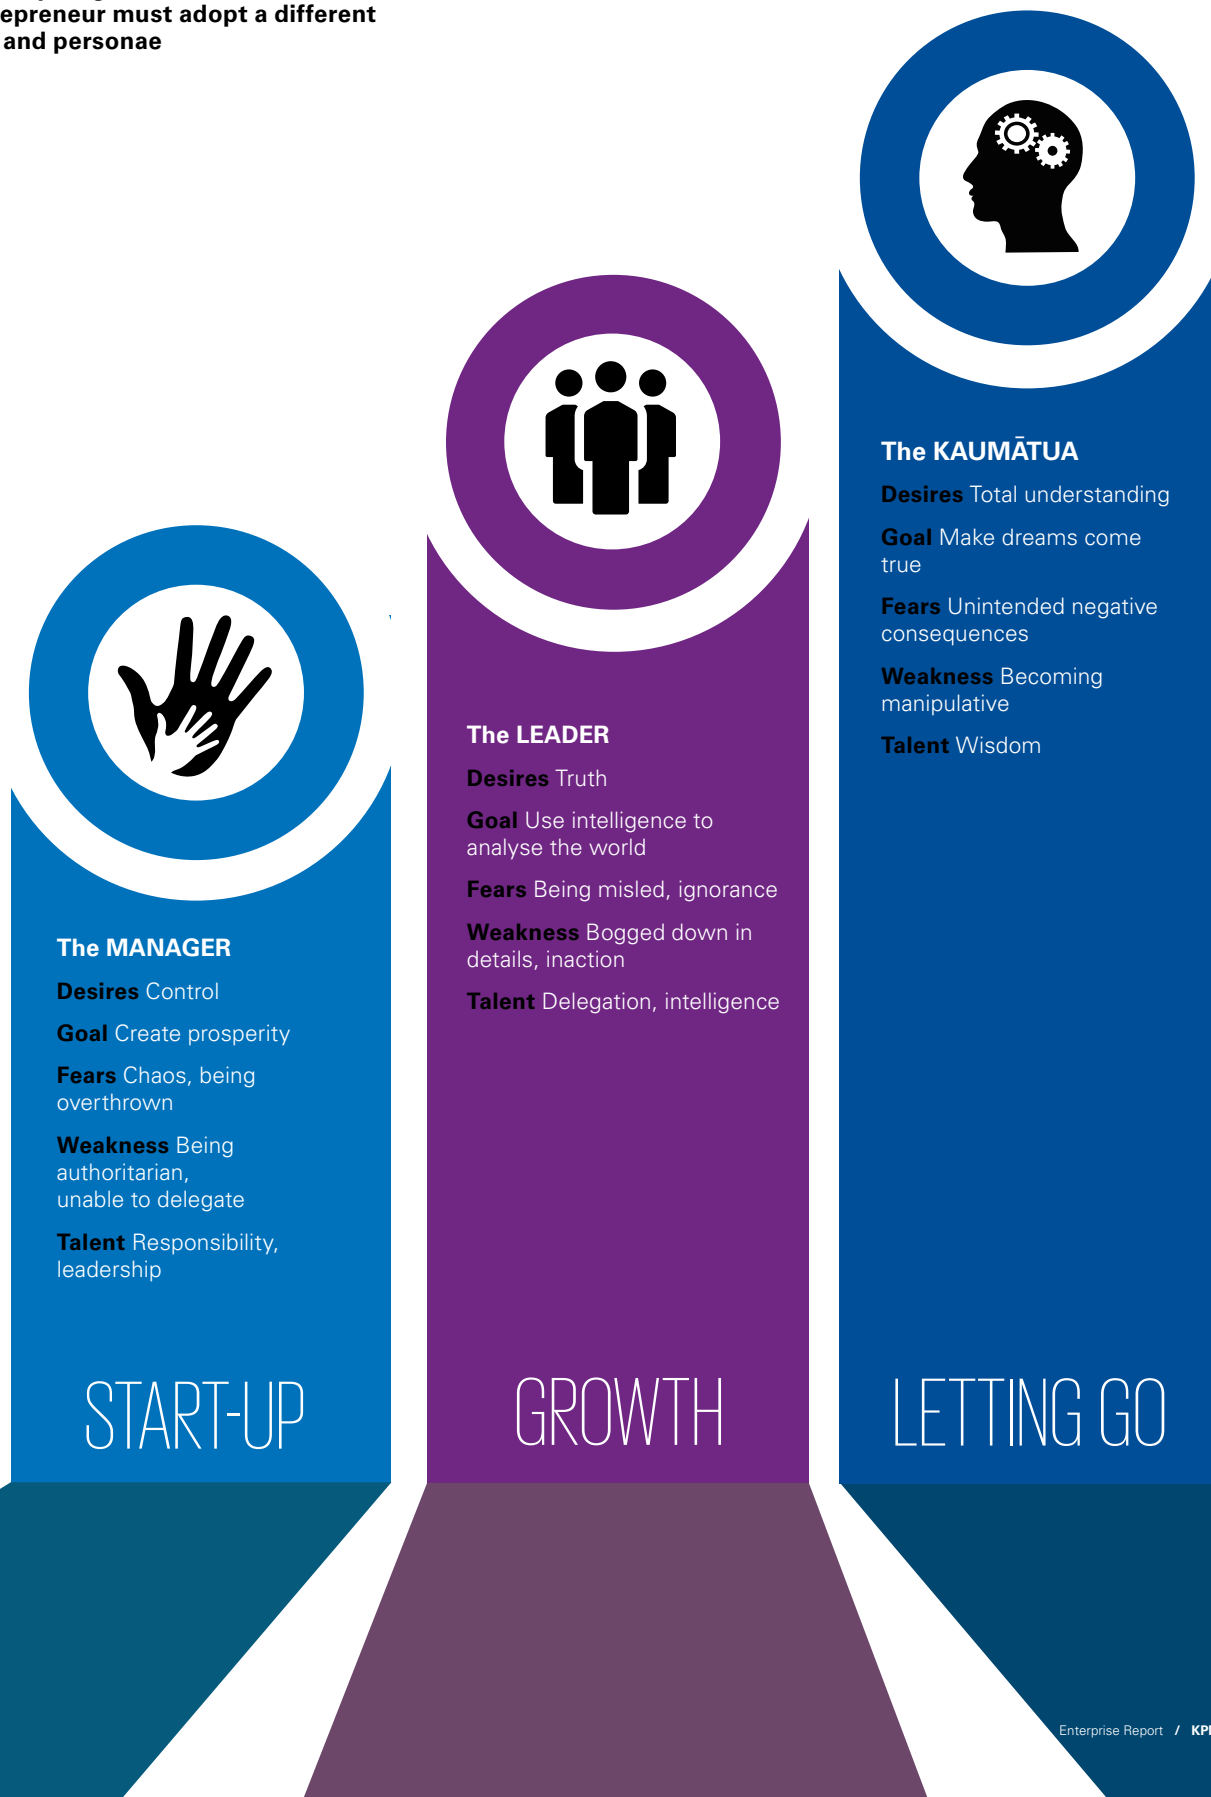 epreneur must adopt a different
and personae
The KAUMĀTUA
Desires Total understanding
Goal Make dreams come
true
Fears Unintended negative
consequences
Weakness Becoming
manipulative
Talent Wisdom
The LEADER
Desires Truth
Goal Use intelligence to
analyse the world
Fears Being misled, ignorance
Weakness Bogged down in
details, inaction
Talent Delegation, intelligence
The MANAGER
Desires Control
Goal Create prosperity
Fears Chaos, being
overthrown
Weakness Being
authoritarian,
unable to delegate
Talent Responsibility,
leadership
START-UP
GROWTH
LETTING GO
Enterprise Report / KP